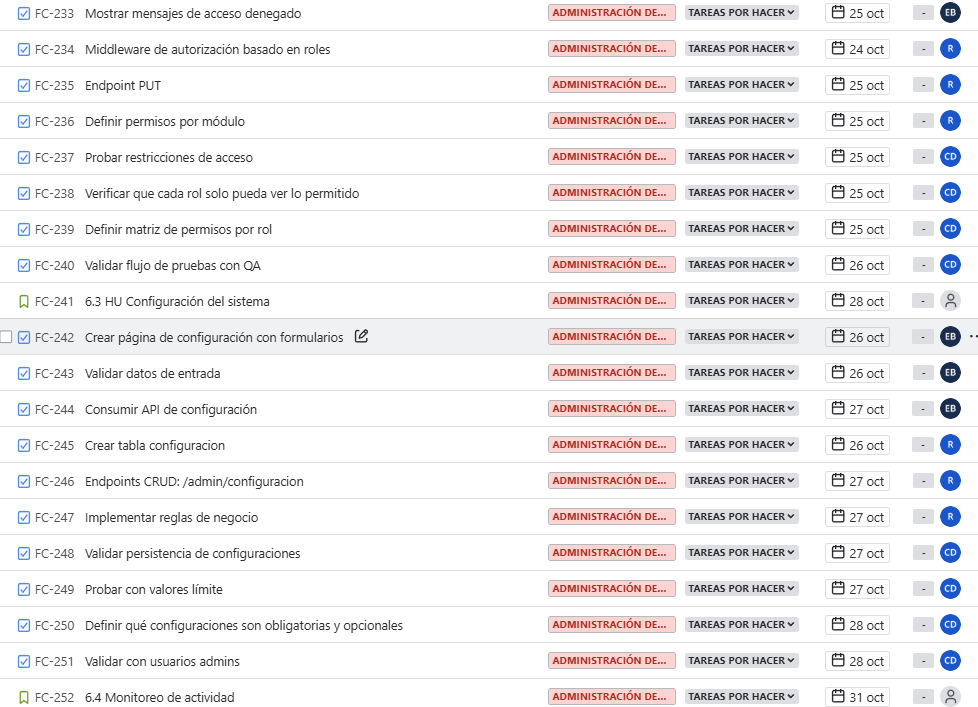 FC-233 Mostrar mensajes de acceso denegado ADMINISTRACIÓN DE... TAREAS POR HACER 25 oct - EB
FC-234 Middleware de autorización basado en roles ADMINISTRACIÓN DE... TAREAS POR HACER 24 oct - R
FC-235 Endpoint PUT ADMINISTRACIÓN DE... TAREAS POR HACER 25 oct - R
FC-236 Definir permisos por módulo ADMINISTRACIÓN DE... TAREAS POR HACER 25 oct - R
FC-237 Probar restricciones de acceso ADMINISTRACIÓN DE... TAREAS POR HACER 25 oct - CD
FC-238 Verificar que cada rol solo pueda ver lo permitido ADMINISTRACIÓN DE... TAREAS POR HACER 25 oct - CD
FC-239 Definir matriz de permisos por rol ADMINISTRACIÓN DE... TAREAS POR HACER 25 oct - CD
FC-240 Validar flujo de pruebas con QA ADMINISTRACIÓN DE... TAREAS POR HACER 26 oct - CD
FC-241 6.3 HU Configuración del sistema ADMINISTRACIÓN DE... TAREAS POR HACER 28 oct -
FC-242 Crear página de configuración con formularios ADMINISTRACIÓN DE... TAREAS POR HACER 26 oct - EB
FC-243 Validar datos de entrada ADMINISTRACIÓN DE... TAREAS POR HACER 26 oct - EB
FC-244 Consumir API de configuración ADMINISTRACIÓN DE... TAREAS POR HACER 27 oct - EB
FC-245 Crear tabla configuracion ADMINISTRACIÓN DE... TAREAS POR HACER 26 oct - R
FC-246 Endpoints CRUD: /admin/configuracion ADMINISTRACIÓN DE... TAREAS POR HACER 27 oct - R
FC-247 Implementar reglas de negocio ADMINISTRACIÓN DE... TAREAS POR HACER 27 oct - R
FC-248 Validar persistencia de configuraciones ADMINISTRACIÓN DE... TAREAS POR HACER 27 oct - CD
FC-249 Probar con valores límite ADMINISTRACIÓN DE... TAREAS POR HACER 27 oct - CD
FC-250 Definir qué configuraciones son obligatorias y opcionales ADMINISTRACIÓN DE... TAREAS POR HACER 28 oct - CD
FC-251 Validar con usuarios admins ADMINISTRACIÓN DE... TAREAS POR HACER 28 oct - CD
FC-252 6.4 Monitoreo de actividad ADMINISTRACIÓN DE... TAREAS POR HACER 31 oct -